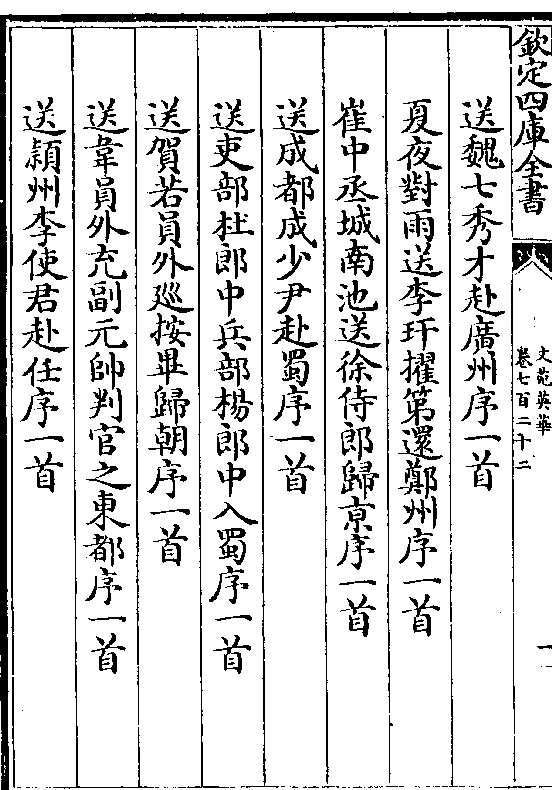 欽定四庫全書
文苑英華
卷七百二十二
一
送魏七秀才赴廣州序一首
夏夜對雨送李玕擢第還鄭州序一首
崔中丞城南池送徐侍郎歸京序一首
送成都成少尹赴蜀序一首
送吏部杜郎中兵部楊郎中入蜀序一首
送賀若員外廵按畢歸朝序一首
送韋員外充副元帥判官之東都序一首
送頴州李使君赴任序一首